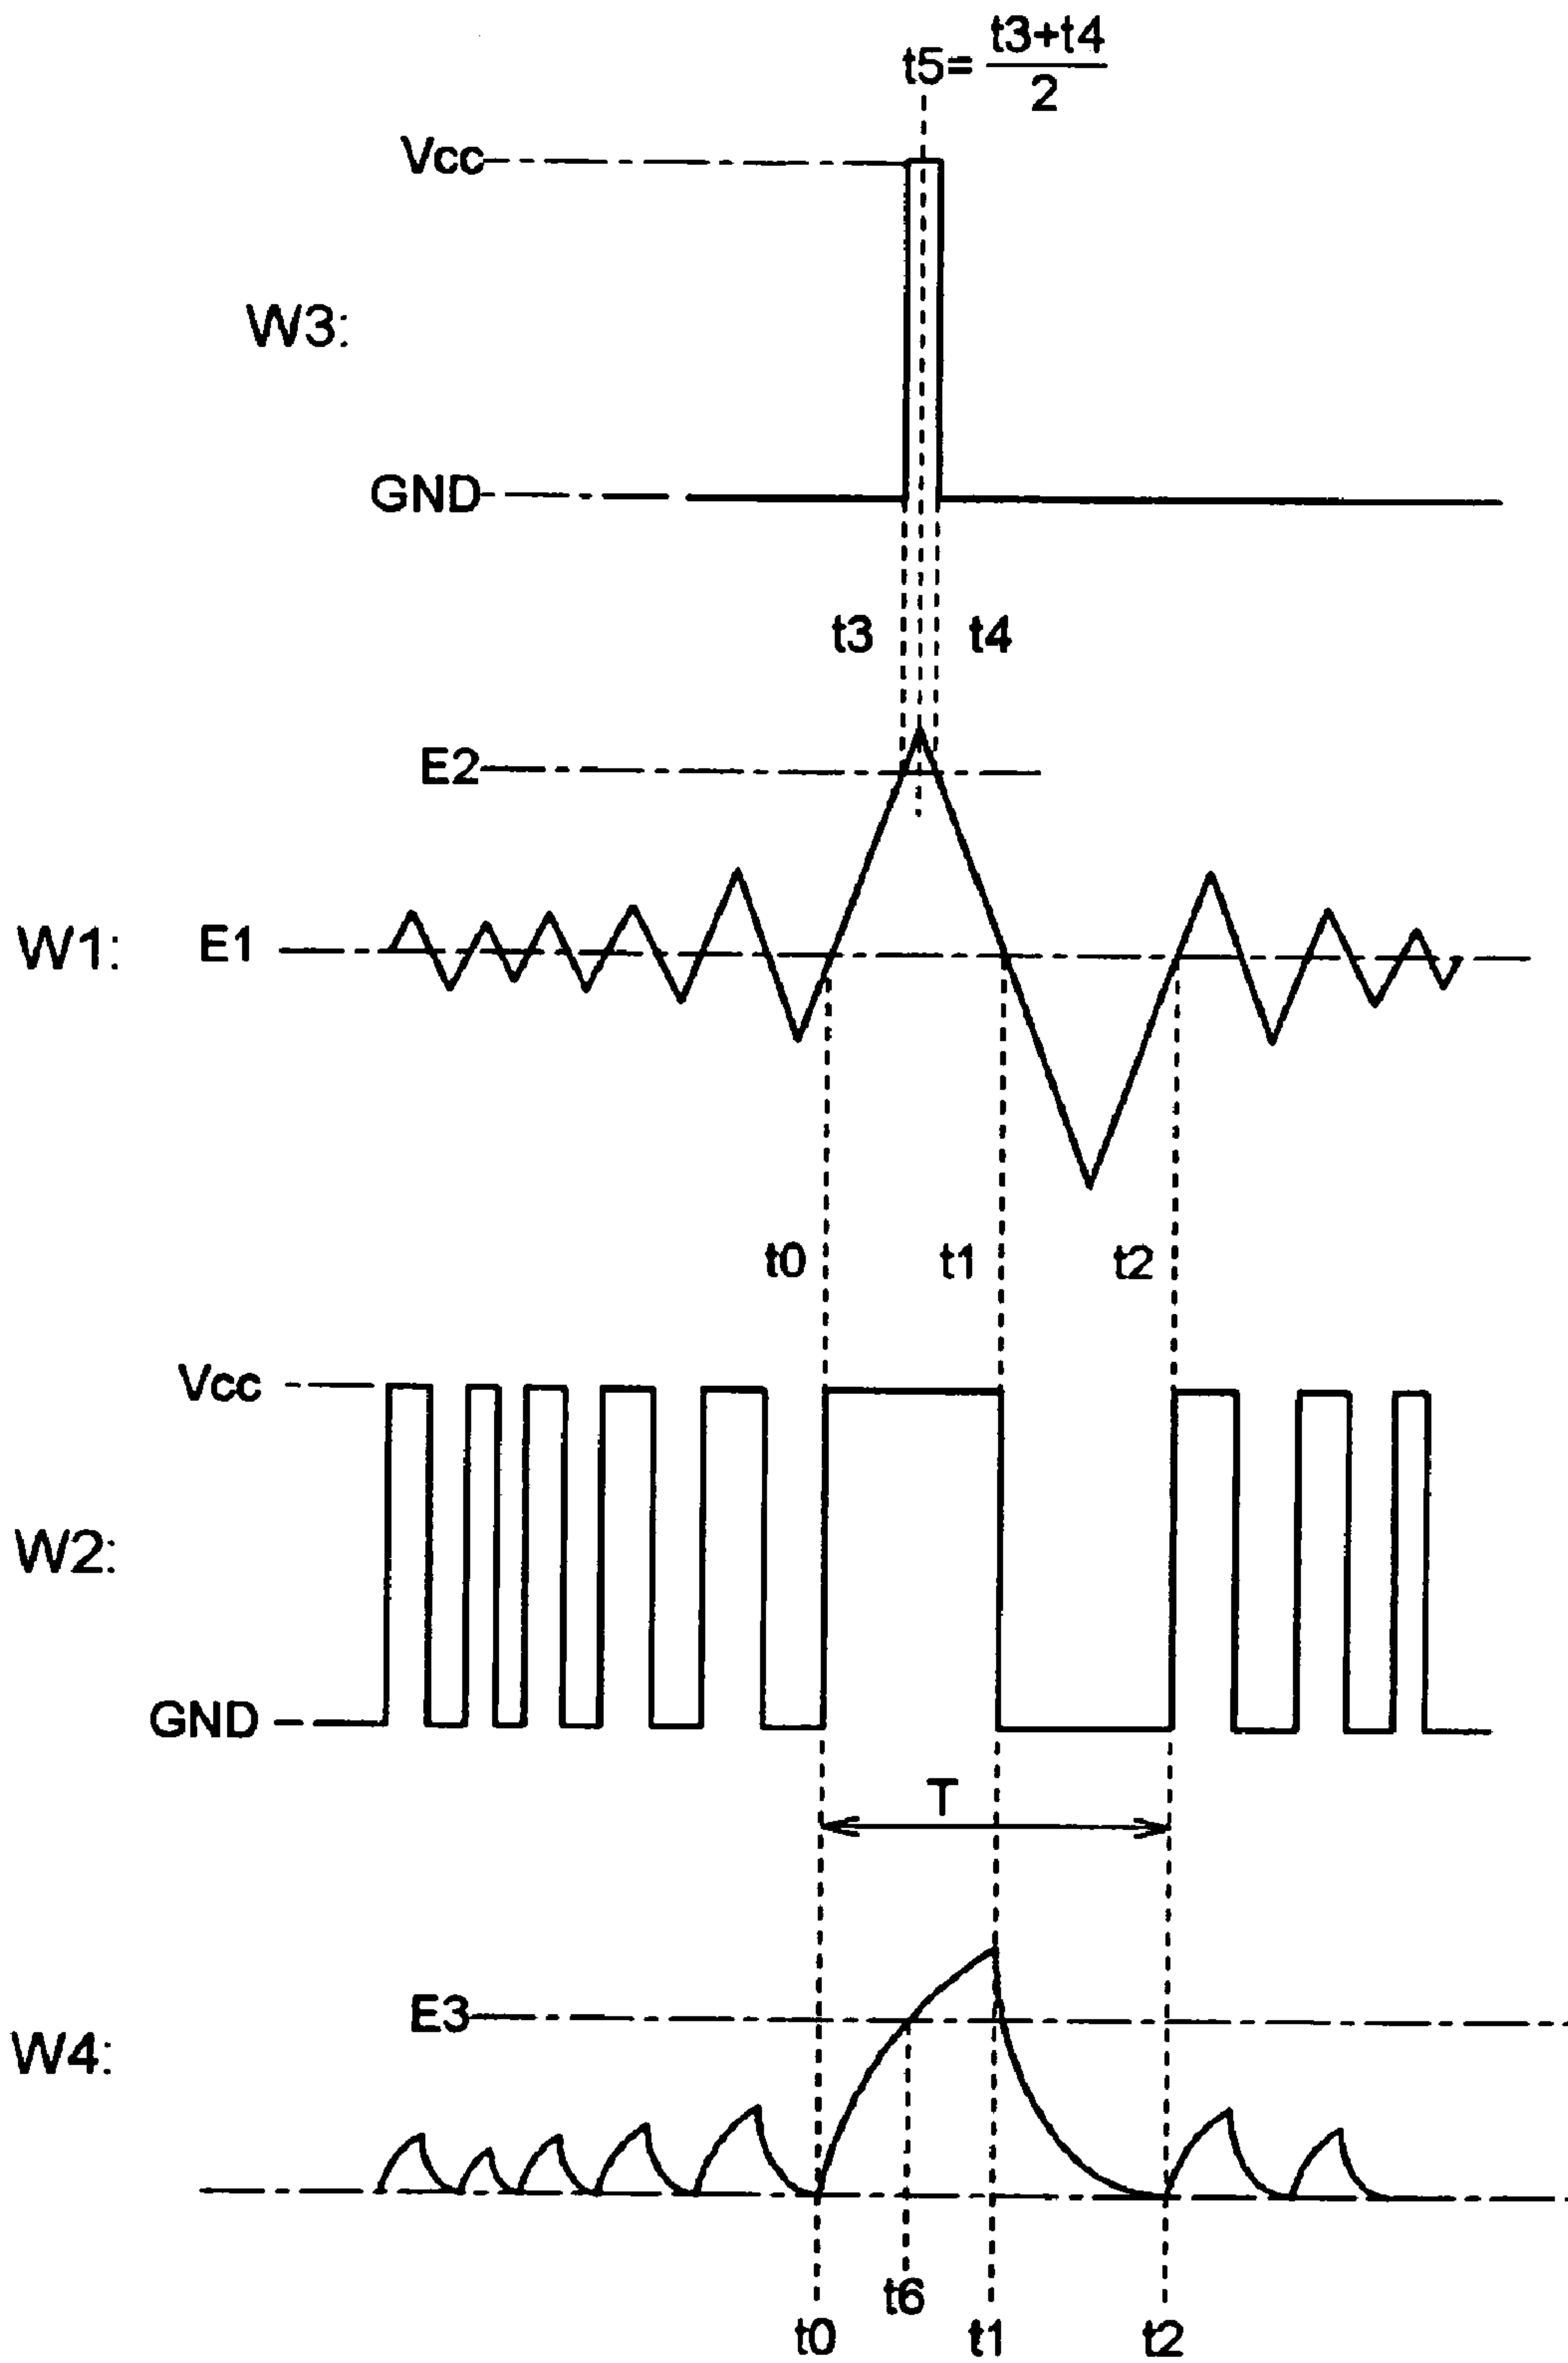 t5= t3+t4
2
Vcc
W3:
GND
t3 t4
E2
W1: E1
t0 t1 t2
Vcc
W2:
GND
T
E3
W4:
t6
t0 t1 t2